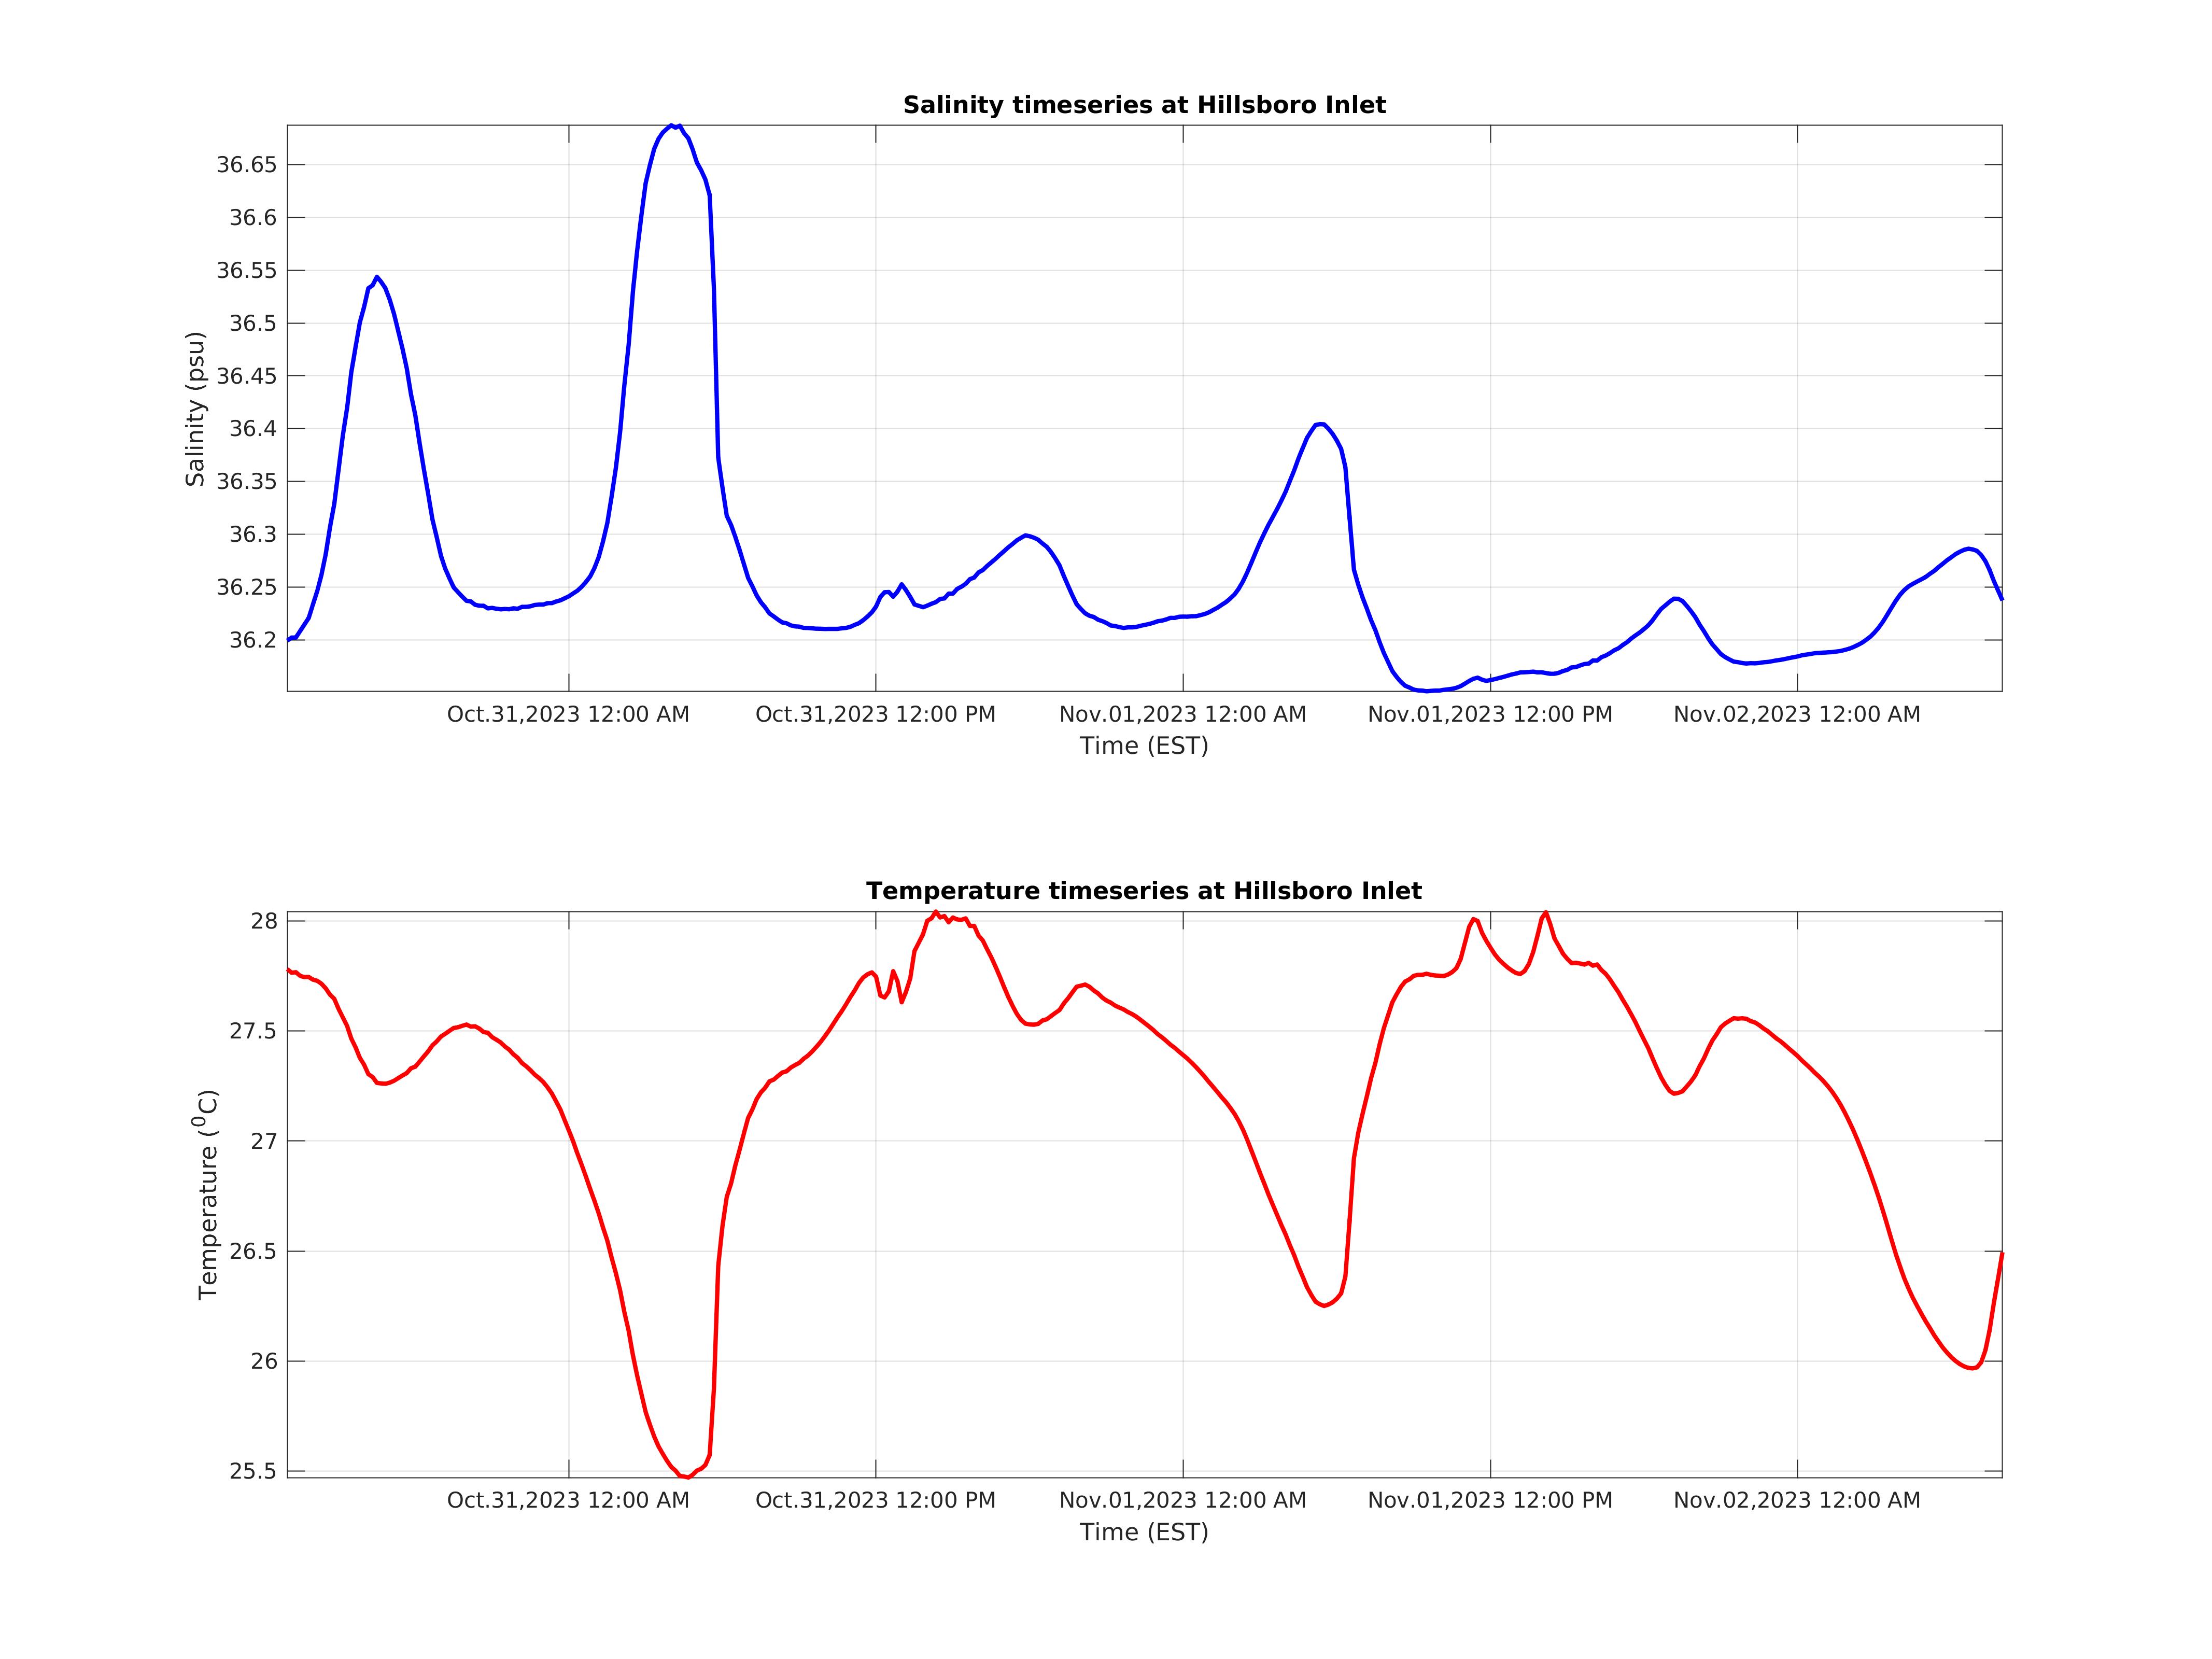 Salinity timeseries at Hillsboro Inlet
Salinity (psu)
36.65
36.6
36.55
36.5
36.45
36.4
36.35
36.3
36.25
36.2
Oct.31,2023 12:00 AM
Oct.31,2023 12:00 PM
Nov.01,2023 12:00 AM
Nov.01,2023 12:00 PM
Nov.02,2023 12:00 AM
Time (EST)
Temperature timeseries at Hillsboro Inlet
Temperature (⁰C)
28
27.5
27
26.5
26
25.5
Oct.31,2023 12:00 AM
Oct.31,2023 12:00 PM
Nov.01,2023 12:00 AM
Nov.01,2023 12:00 PM
Nov.02,2023 12:00 AM
Time (EST)